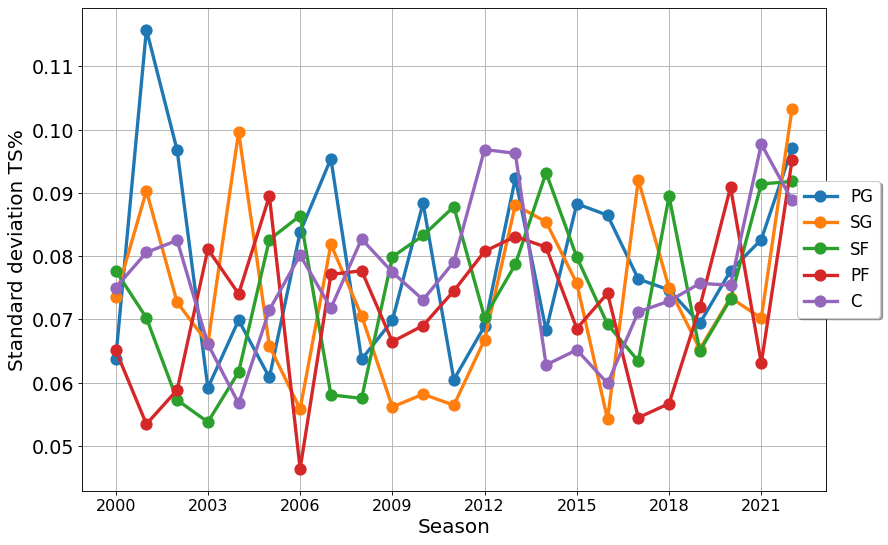 Standard deviation TS%
0.11
0.10
0.09
0.08
0.07
0.06
0.05
2000 2003 2006 2009 2012 2015 2018 2021
Season
PG
SG
SF
PF
C